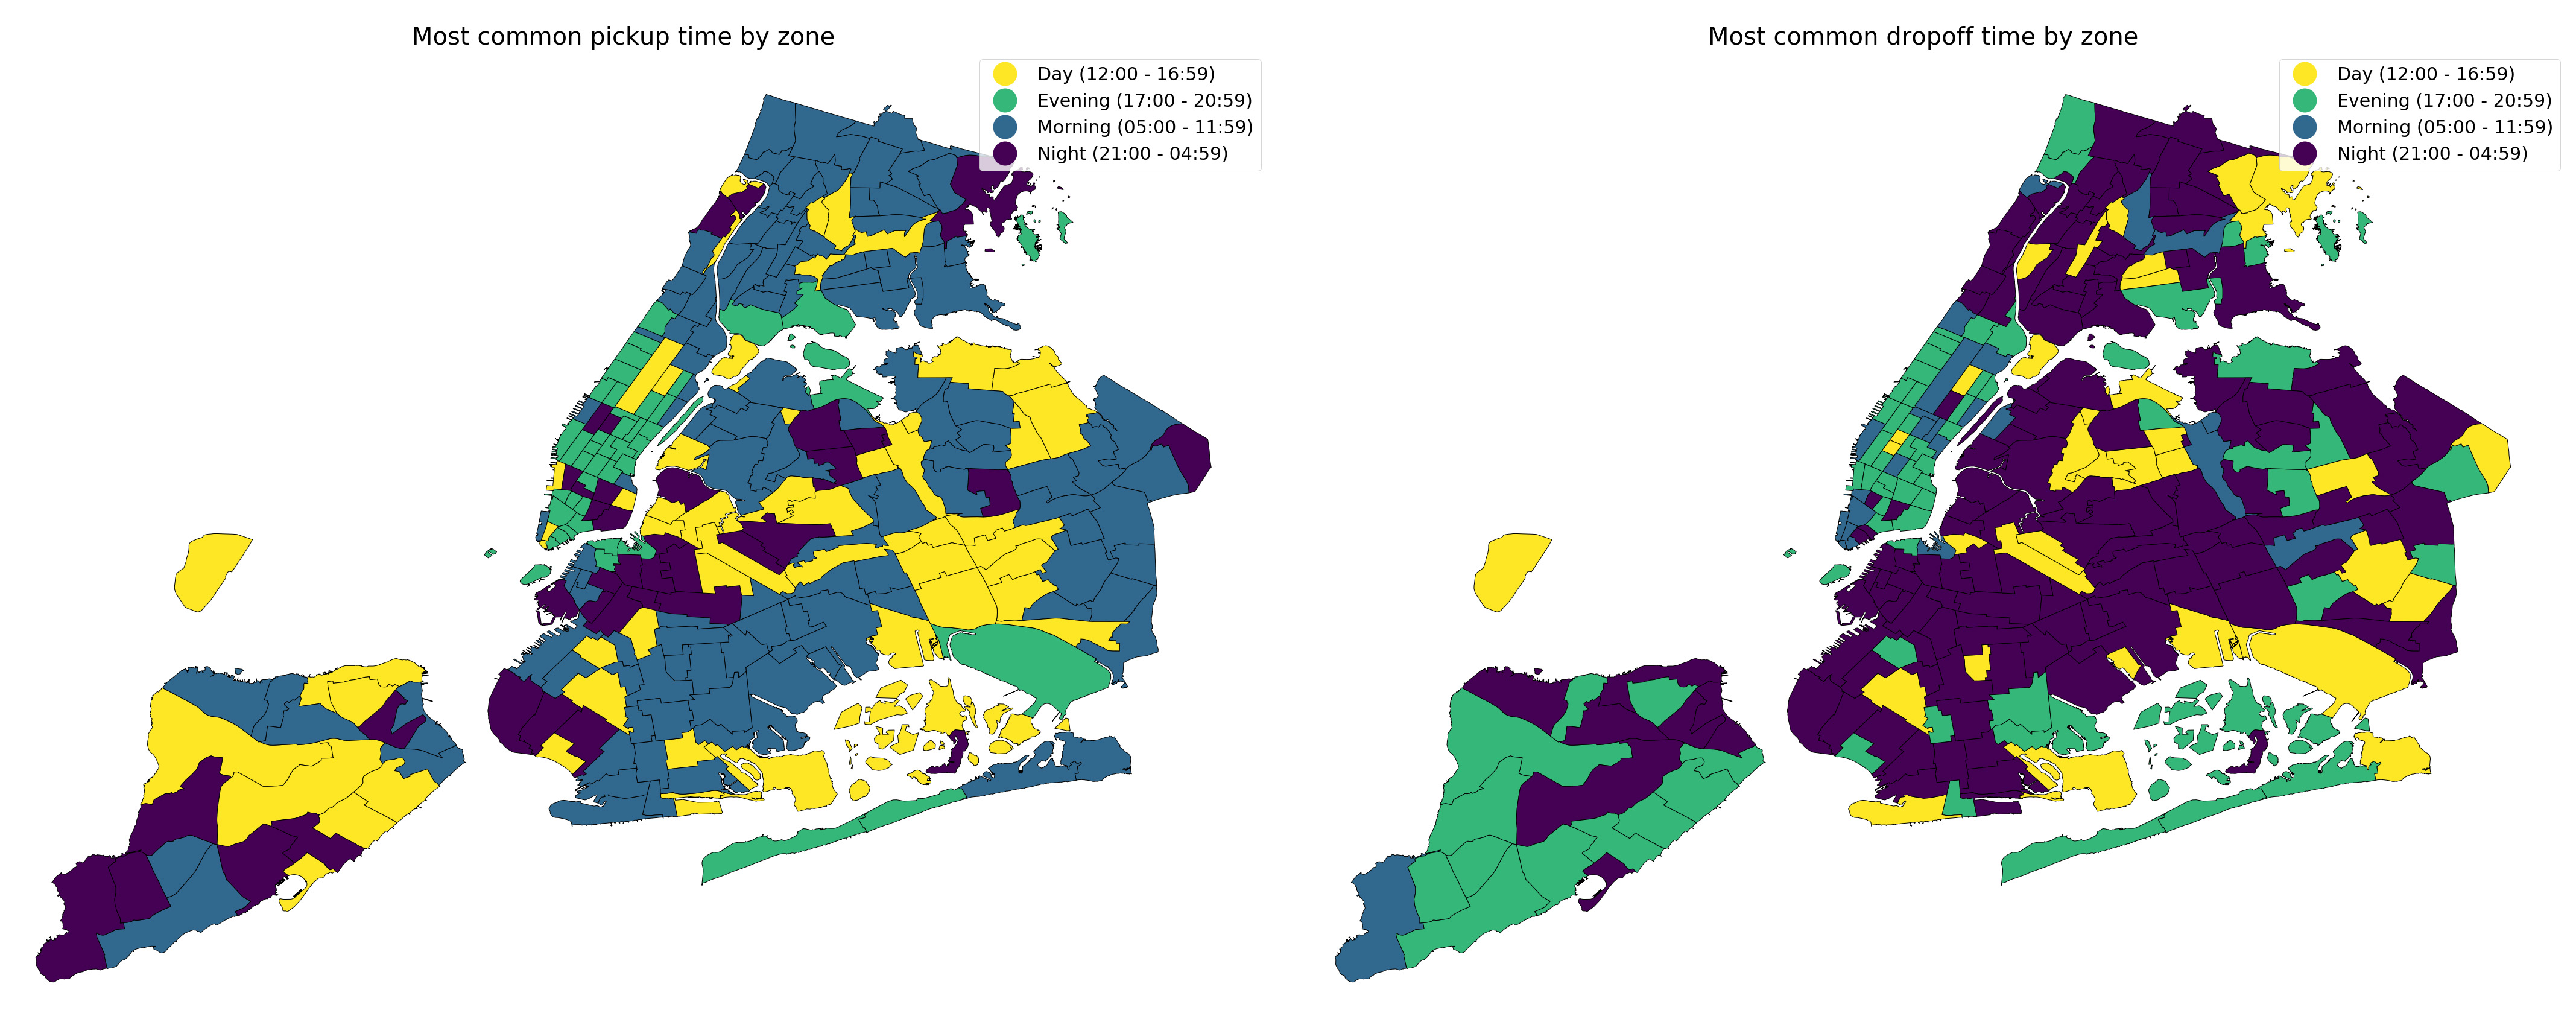 Most common pickup time by zone
Day (12:00 - 16:59)
Evening (17:00 - 20:59)
Morning (05:00 - 11:59)
Night (21:00 - 04:59)
Most common dropoff time by zone
Day (12:00 - 16:59)
Evening (17:00 - 20:59)
Morning (05:00 - 11:59)
Night (21:00 - 04:59)